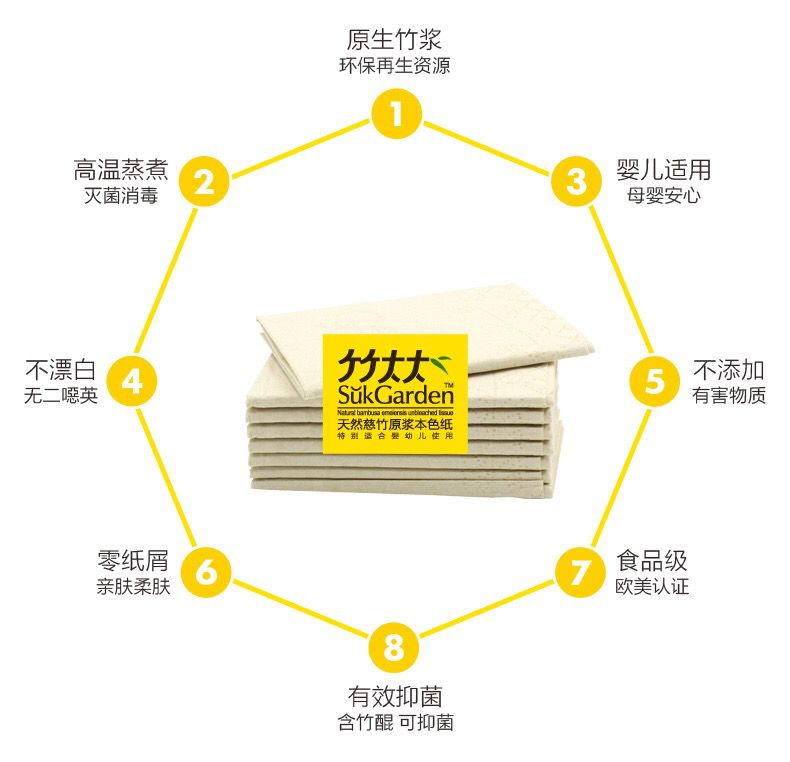 原生竹浆
环保再生资源
1
高温蒸煮
灭菌消毒
2
3
婴儿适用
母婴安心
不漂白
无二噁英
4
5
不添加
有害物质
竹太太
SŭkGarden™
Natural bambusa emeiensis unbleached tissue
天然慈竹原浆本色纸
特别适合婴幼儿使用
零纸屑
亲肤柔肤
6
7
食品级
欧美认证
8
有效抑菌
含竹醌 可抑菌